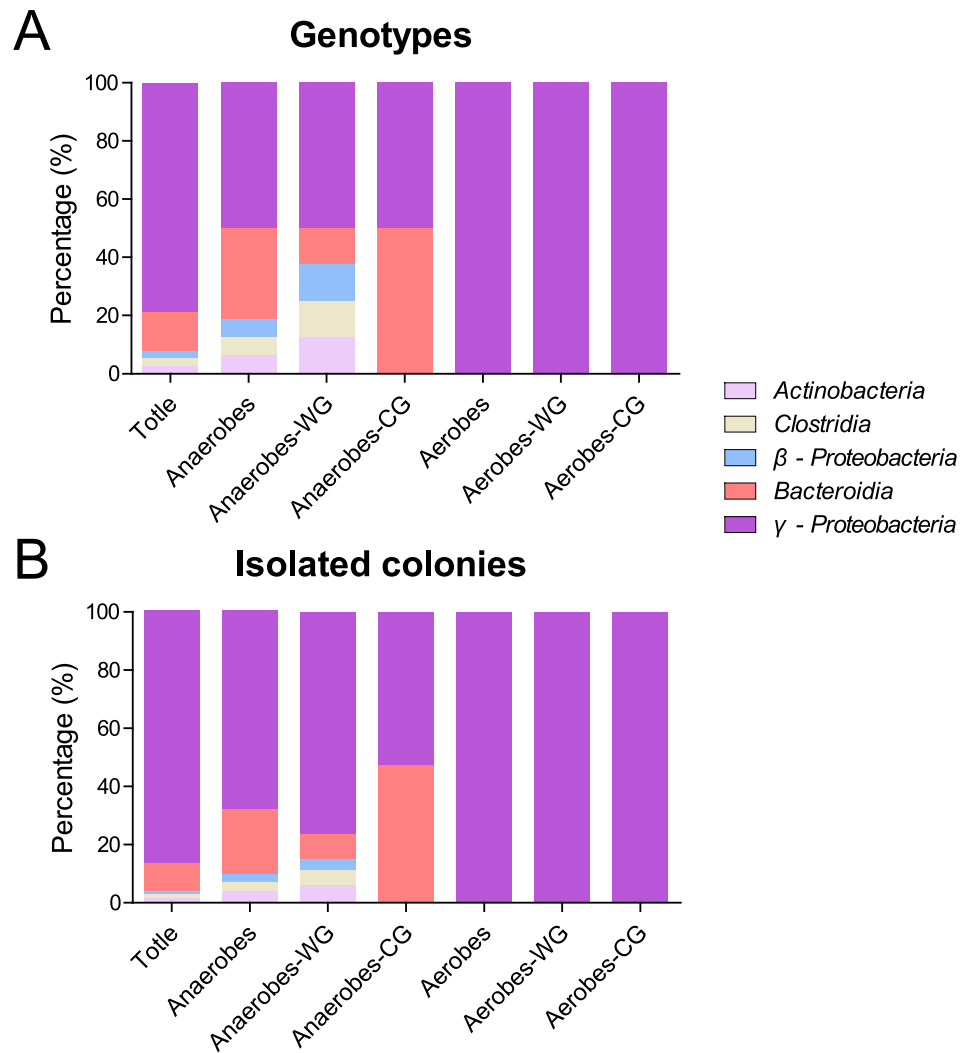 A
Genotypes
Percentage (%)
100
80
60
40
20
0
Totle
Anaerobes
Anaerobes-WG
Anaerobes-CG
Aerobes
Aerobes-WG
Aerobes-CG
Actinobacteria
Clostridia
β - Proteobacteria
Bacteroidia
γ - Proteobacteria
B
Isolated colonies
Percentage (%)
100
80
60
40
20
0
Totle
Anaerobes
Anaerobes-WG
Anaerobes-CG
Aerobes
Aerobes-WG
Aerobes-CG